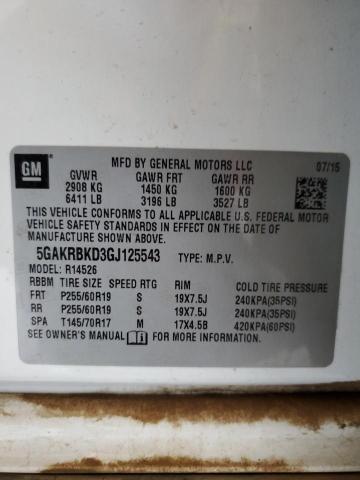 GM
MFD BY GENERAL MOTORS LLC 07/15
GVWR GAWR FRT GAWR RR
2908 KG 1450 KG 1600 KG
6411 LB 3196 LB 3527 LB
THIS VEHICLE CONFORMS TO ALL APPLICABLE U.S. FEDERAL MOTOR
VEHICLE SAFETY STANDARDS IN EFFECT ON THE DATE OF
MANUFACTURE SHOWN ABOVE.
5GAKRBKD3GJ125543 TYPE: M.P.V.
MODEL: R14526
RBBM TIRE SIZE SPEED RTG RIM COLD TIRE PRESSURE
FRT P255/60R19 S 19X7.5J 240KPA(35PSI)
RR P255/60R19 S 19X7.5J 240KPA(35PSI)
SPA T145/70R17 M 17X4.5B 420KPA(60PSI)
SEE OWNER'S MANUAL FOR MORE INFORMATION.